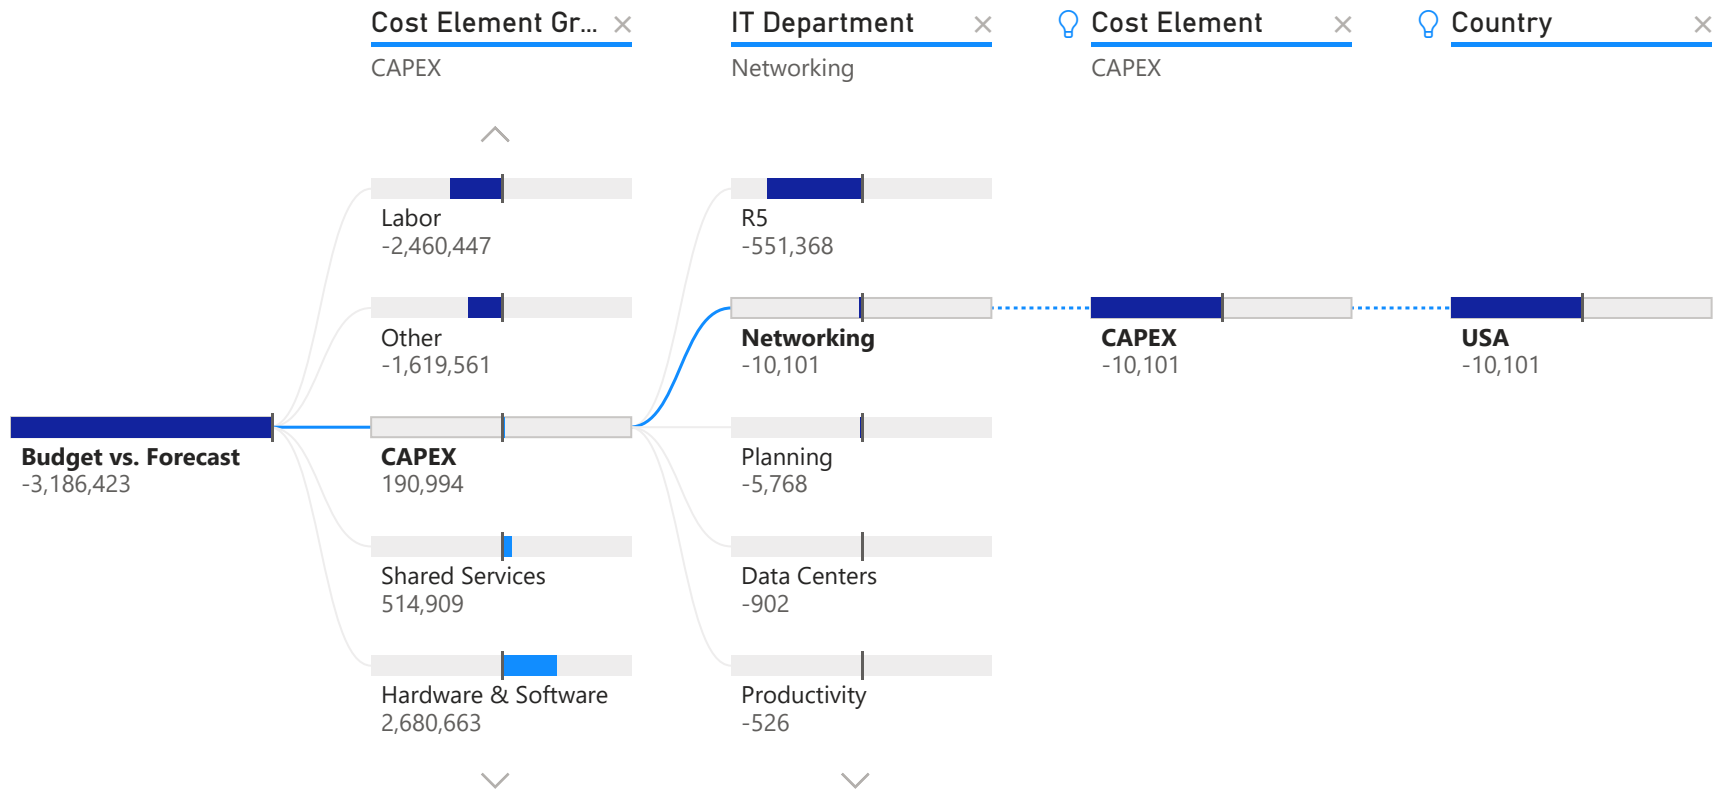 Cost Element Gr...
IT Department
Cost Element
Country
CAPEX
Networking
CAPEX
Budget vs. Forecast
-3,186,423
Labor
-2,460,447
Other
-1,619,561
CAPEX
190,994
Shared Services
514,909
Hardware & Software
2,680,663
R5
-551,368
Networking
-10,101
Planning
-5,768
Data Centers
-902
Productivity
-526
CAPEX
-10,101
USA
-10,101